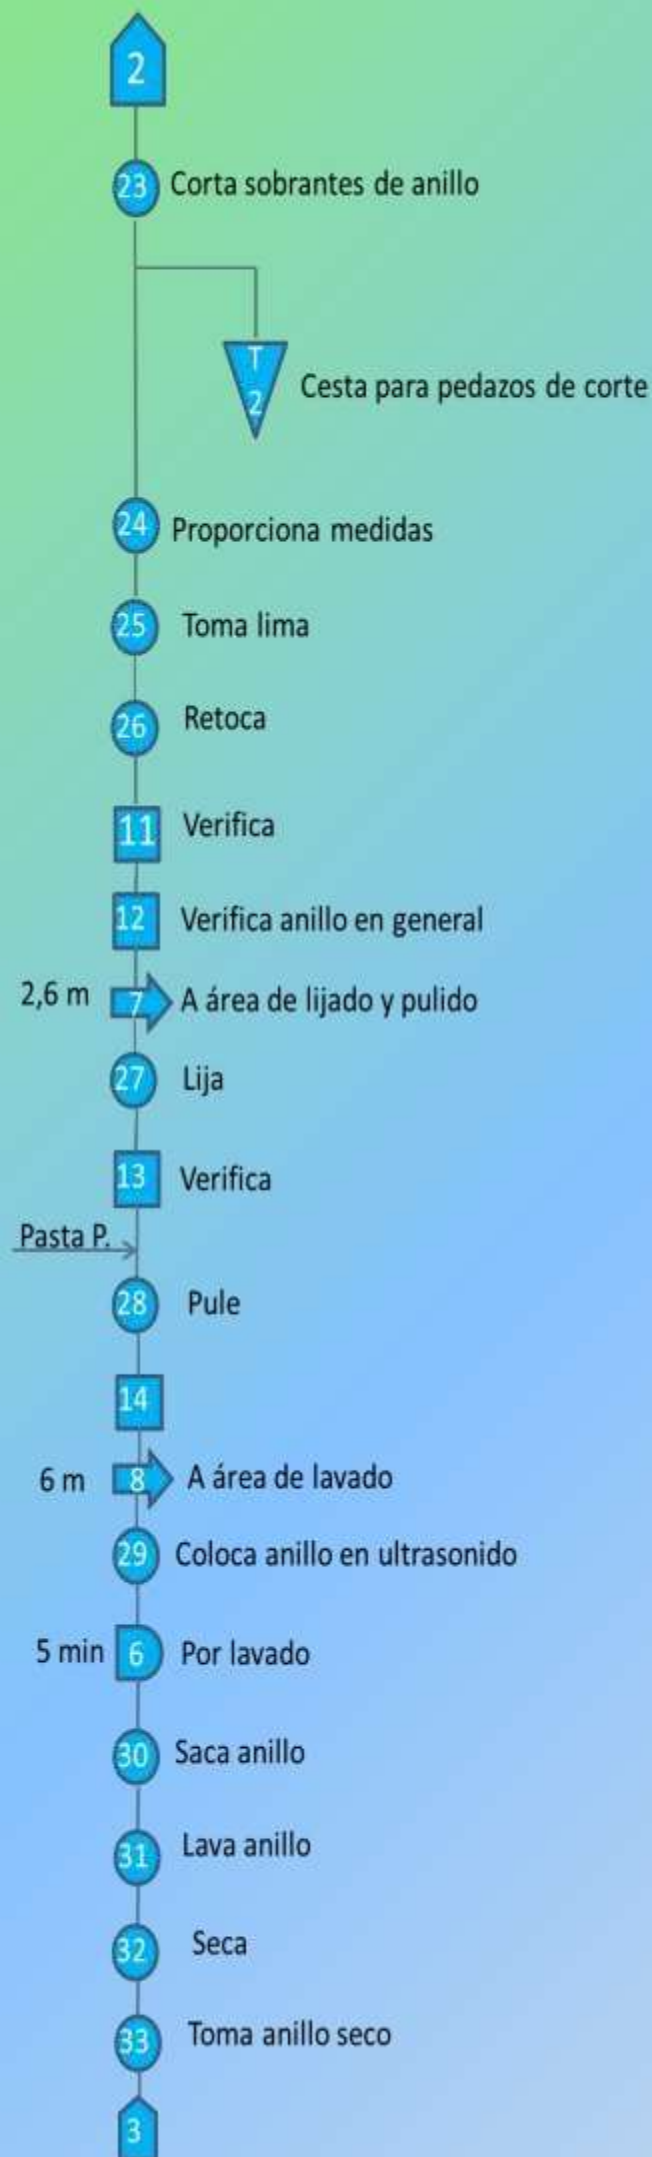 2
23 Corta sobrantes de anillo
T
2
Cesta para pedazos de corte
24 Proporciona medidas
25 Toma lima
26 Retoca
11 Verifica
12 Verifica anillo en general
2,6 m 7 A área de lijado y pulido
27 Lija
13 Verifica
Pasta P.
28 Pule
14
6 m 8 A área de lavado
29 Coloca anillo en ultrasonido
5 min 6 Por lavado
30 Saca anillo
31 Lava anillo
32 Seca
33 Toma anillo seco
3